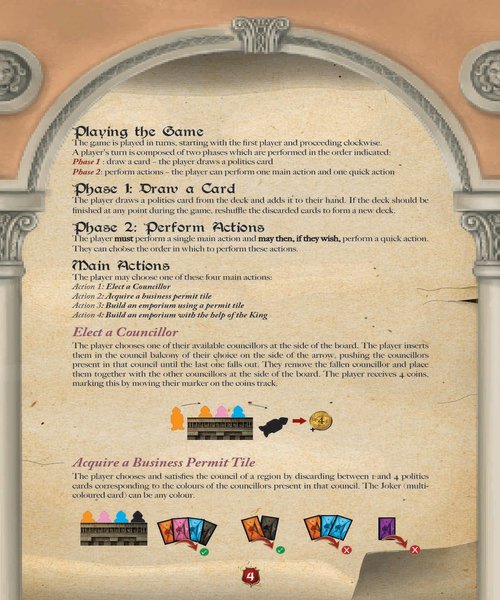 Playing the Game
The game is played in turns, starting with the first player and proceeding clockwise.
A player's turn is composed of two phases which are performed in the order indicated:
Phase 1 : draw a card – the player draws a politics card
Phase 2: perform actions – the player can perform one main action and one quick action
Phase 1: Draw a Card
The player draws a politics card from the deck and adds it to their hand. If the deck should be
finished at any point during the game, reshuffle the discarded cards to form a new deck.
Phase 2: Perform Actions
The player must perform a single main action and may then, if they wish, perform a quick action.
They can choose the order in which to perform these actions.
Main Actions
The player may choose one of these four main actions:
Action 1: Elect a Councillor
Action 2: Acquire a business permit tile
Action 3: Build an emporium using a permit tile
Action 4: Build an emporium with the help of the King
Elect a Councillor
The player chooses one of their available councillors at the side of the board. The player inserts
them in the council balcony of their choice on the side of the arrow, pushing the councillors
present in that council until the last one falls out. They remove the fallen councillor and place
them together with the other councillors at the side of the board. The player receives 4 coins,
marking this by moving their marker on the coins track.
4
Acquire a Business Permit Tile
The player chooses and satisfies the council of a region by discarding between 1 and 4 politics
cards corresponding to the colours of the councillors present in that council. The Joker (multi-
coloured card) can be any colour.
4